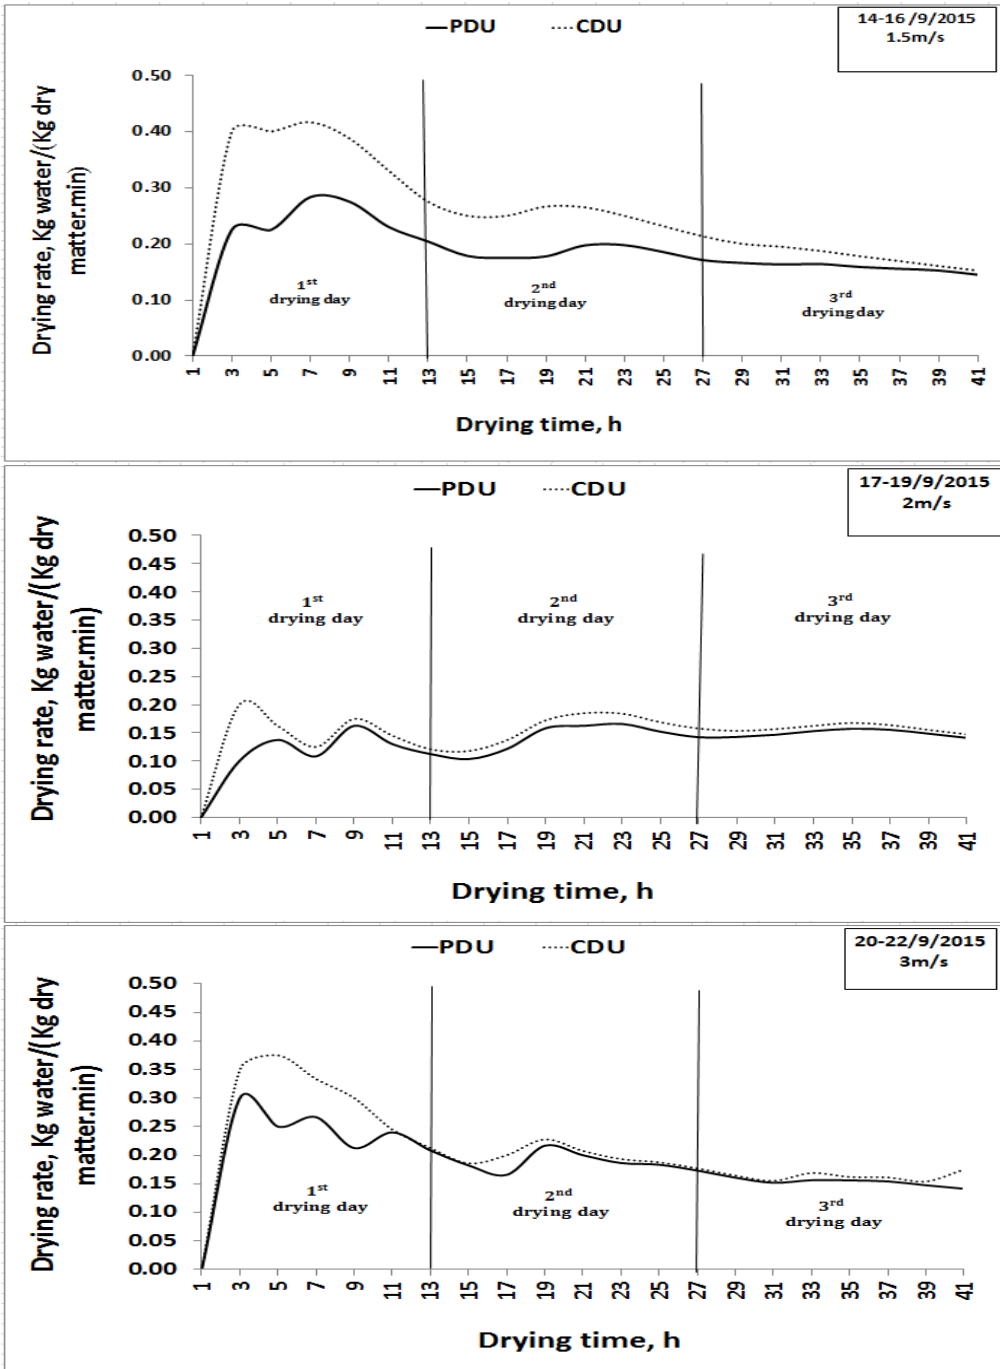 PDU CDU
14-16/9/2015
1.5m/s
Drying rate, Kg water/(Kg dry
matter.min)
0.50
0.40
0.30
0.20
0.10
0.00
1st
drying day
2nd
drying day
3rd
drying day
1 3 5 7 9 11 13 15 17 19 21 23 25 27 29 31 33 35 37 39 41
Drying time, h
PDU CDU
17-19/9/2015
2m/s
Drying rate, Kg water/(Kg dry
matter.min)
0.50
0.45
0.40
0.35
0.30
0.25
0.20
0.15
0.10
0.05
0.00
1st
drying day
2nd
drying day
3rd
drying day
1 3 5 7 9 11 13 15 17 19 21 23 25 27 29 31 33 35 37 39 41
Drying time, h
PDU CDU
20-22/9/2015
3m/s
Drying rate, Kg water/(Kg dry
matter.min)
0.50
0.45
0.40
0.35
0.30
0.25
0.20
0.15
0.10
0.05
0.00
1st
drying day
2nd
drying day
3rd
drying day
1 3 5 7 9 11 13 15 17 19 21 23 25 27 29 31 33 35 37 39 41
Drying time, h